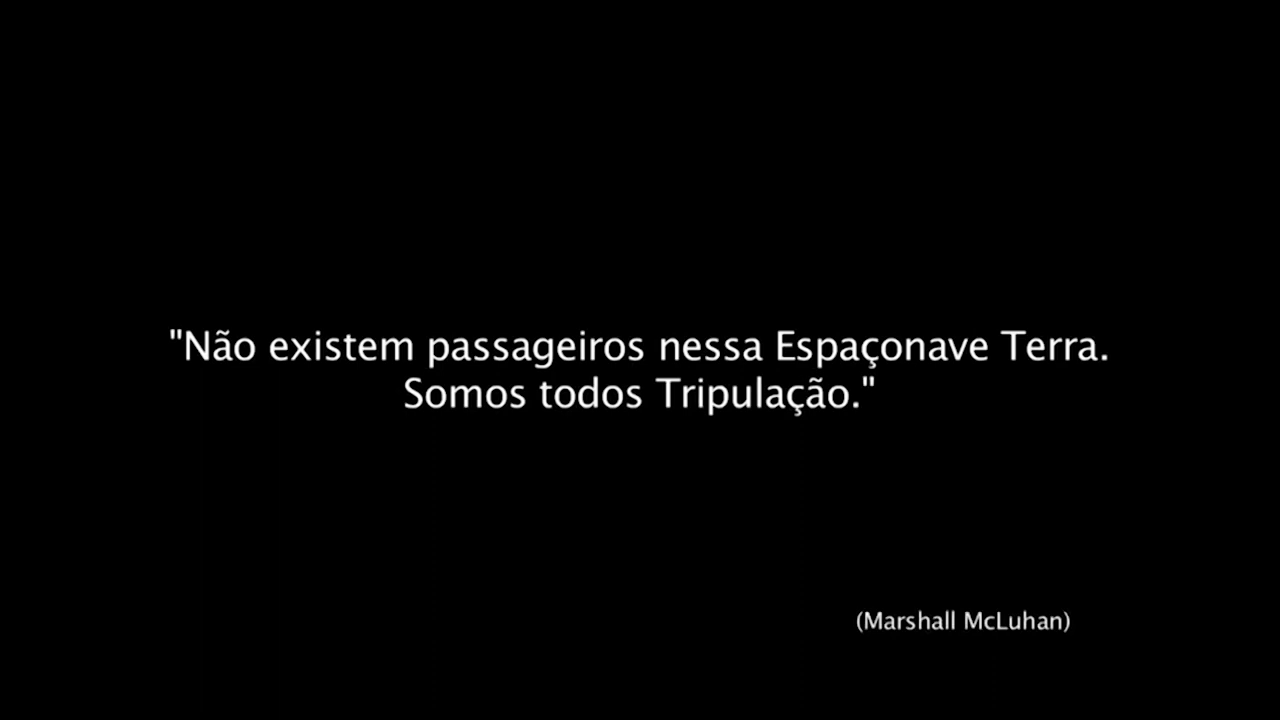 "Não existem passageiros nessa Espaçonave Terra.
Somos todos Tripulação."
(Marshall McLuhan)